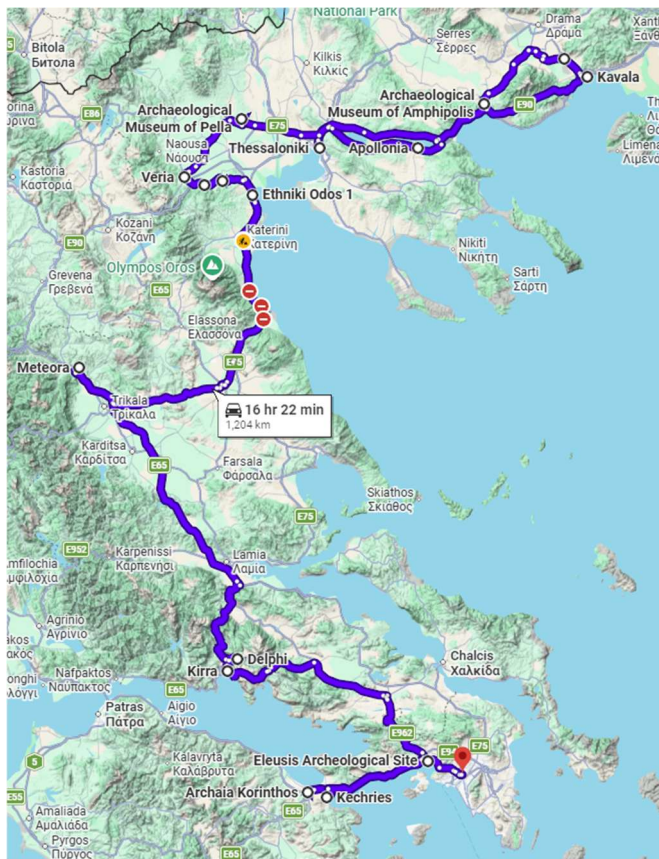 National Park
Bitola
Битола
Serres
Σέρρες
Drama
Δράμα
Kilkis
Κιλκίς
Kavala
E86
Archaeological
Museum of Pella
E75
Archaeological
Museum of Amphipolis
E90
Naousa
Νάουσα
Thessaloniki
Apollonia
Kastoria
Καστοριά
Veria
Ethniki Odos 1
Kozani
Κοζάνη
Katerini
Κατερίνη
E90
Nikiti
Νικήτη
Sarti
Σάρτη
Grevena
Γρεβενά
Olympos Oros
E65
Elassona
Ελασσόνα
Meteora
E75
16 hr 22 min
1,204 km
Trikala
Τρίκαλα
Karditsa
Καρδίτσα
E65
Farsala
Φάρσαλα
Skiathos
Σκιάθος
E75
E952
Karpenissi
Καρπενήσι
Lamia
Λαμία
Agrinio
Αγρίνιο
Delphi
Kirra
Chalcis
Χαλκίδα
Nafpaktos
Ναύπακτος
E65
Aigio
Αίγιο
Patras
Πάτρα
E962
E94
E75
5
Kalavryta
Καλάβρυτα
Eleusis Archeological Site
E55
Archaia Korinthos
Kechries
E65
Amaliada
Αμαλιάδα
Pyrgos
Πύργος
E65